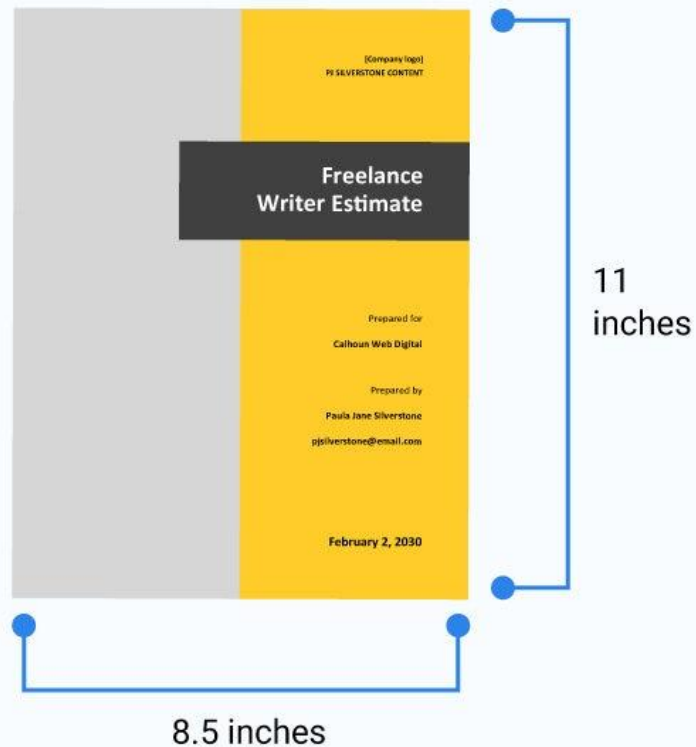 [Company logo]
PJ SILVERSTONE CONTENT
Freelance
Writer Estimate
Prepared for
Calhoun Web Digital
Prepared by
Paula Jane Silverstone
pjsilverstone@email.com
February 2, 2030
11
inches
8.5 inches